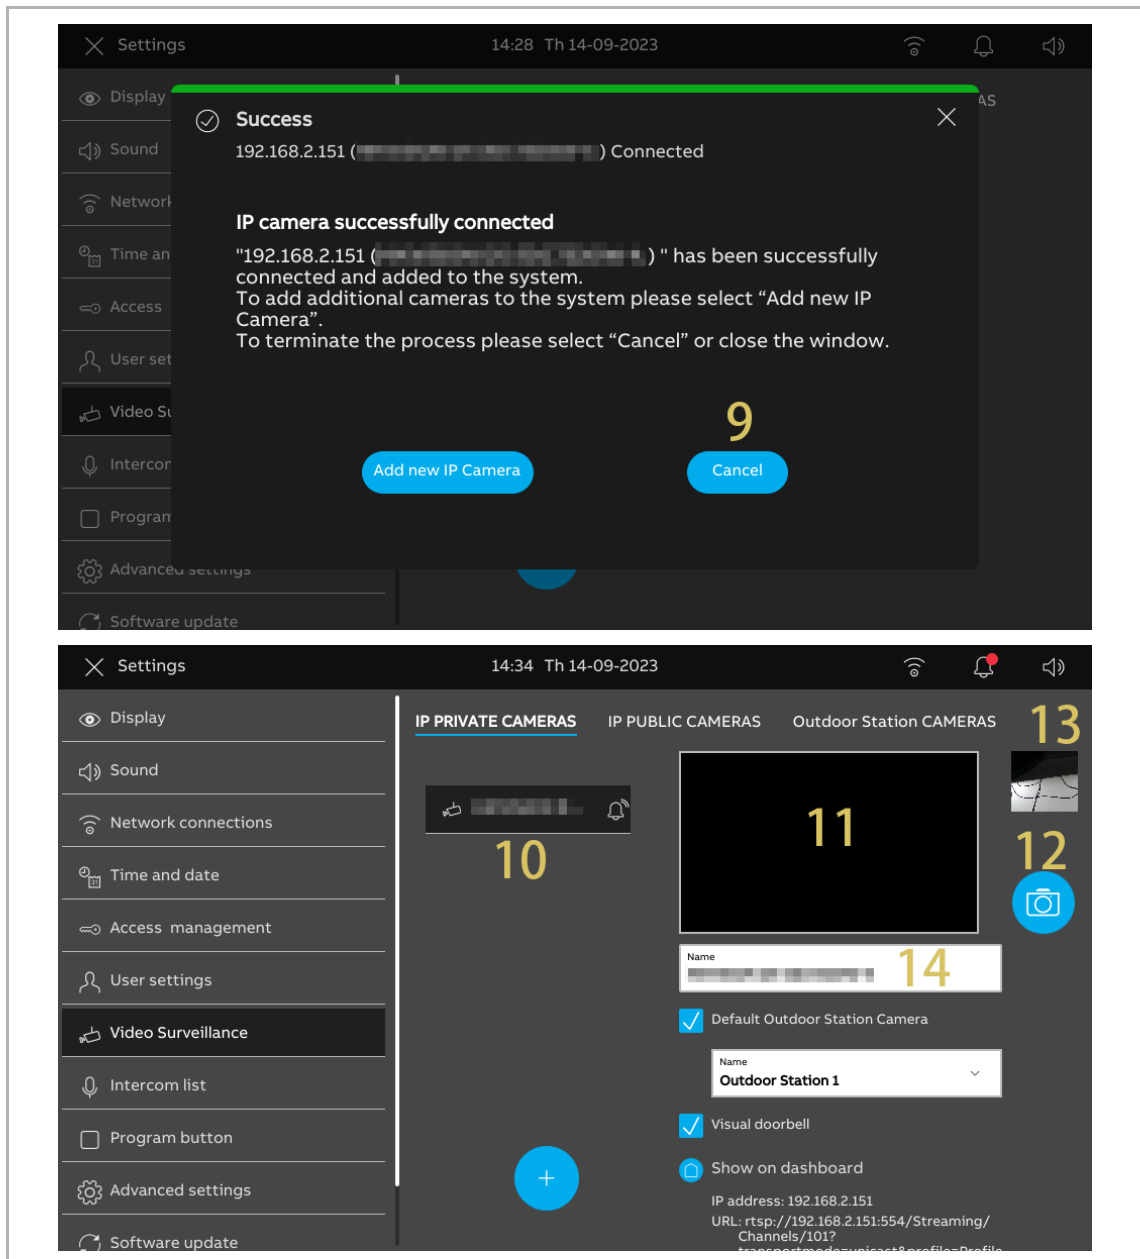 Settings
14:28 Th 14-09-2023
Display
AS
Success
Sound
192.168.2.151 ( ) Connected
Network
IP camera successfully connected
Time an
"192.168.2.151 ( ) " has been successfully
connected and added to the system.
To add additional cameras to the system please select “Add new IP
Access
Camera”.
To terminate the process please select “Cancel” or close the window.
User set
Video Su
9
Intercom
Add new IP Camera
Cancel
Program
Advanced settings
Software update
Settings
14:34 Th 14-09-2023
Display
IP PRIVATE CAMERAS
IP PUBLIC CAMERAS
Outdoor Station CAMERAS
13
Sound
Network connections
10
11
12
Time and date
Access management
Name
14
User settings
Default Outdoor Station Camera
Video Surveillance
Name
Outdoor Station 1
Intercom list
Visual doorbell
Program button
+
Show on dashboard
Advanced settings
IP address: 192.168.2.151
URL: rtsp://192.168.2.151:554/Streaming/
Channels/101?
transportmode=unicast&profile=Profile
Software update